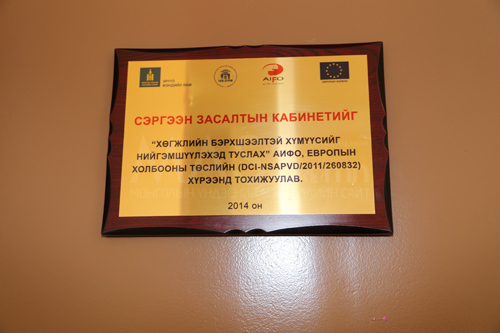 AIFO
СЭРГЭЭН ЗАСАЛТЫН КАБИНЕТИЙГ
"ХӨГЖЛИЙН БЭРХШЭЭЛТЭЙ ХҮМҮҮСИЙГ
НИЙГЭМШҮҮЛЭХЭД ТУСЛАХ" АИФО, ЕВРОПЫН
ХОЛБООНЫ ТӨСЛИЙН (DCI-NSAPVD/2011/260832)
ХҮРЭЭНД ТОХИЖУУЛАВ.
2014 он